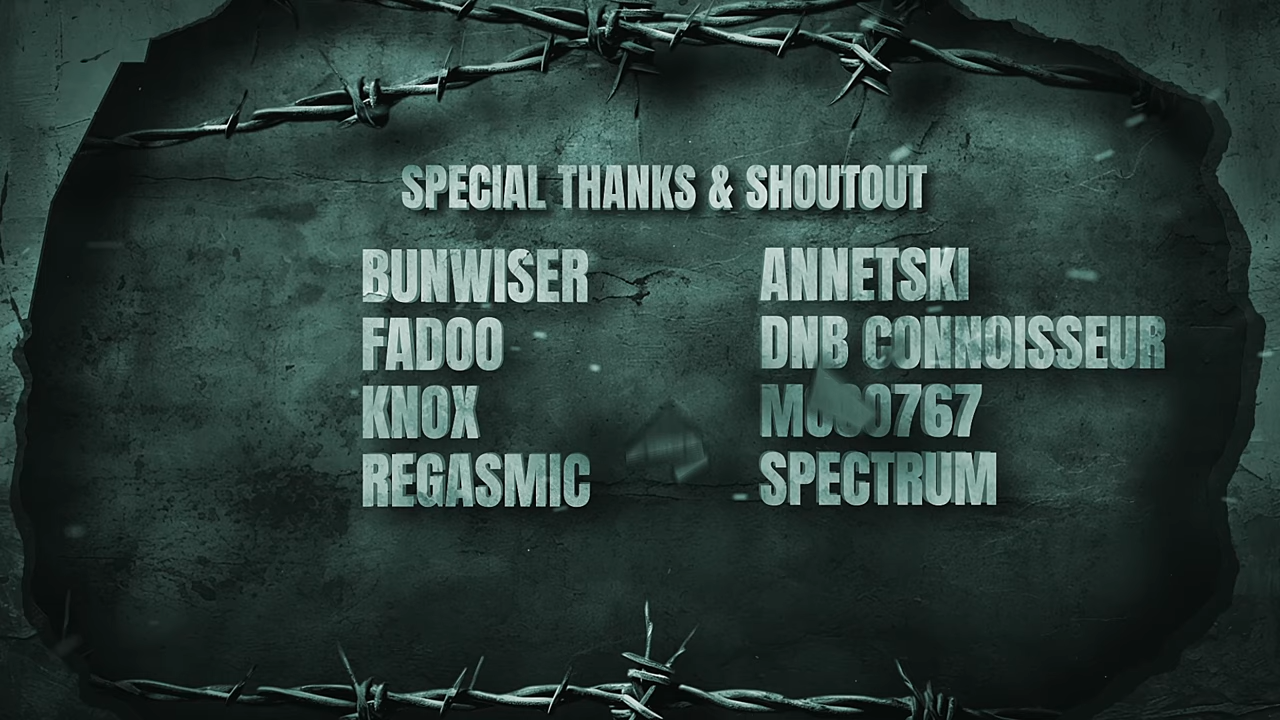 SPECIAL THANKS & SHOUTOUT
BUNWISER
FADOO
KNOX
REGASMIC
ANNETSKI
DNB CONNOISSEUR
SPECTRUM